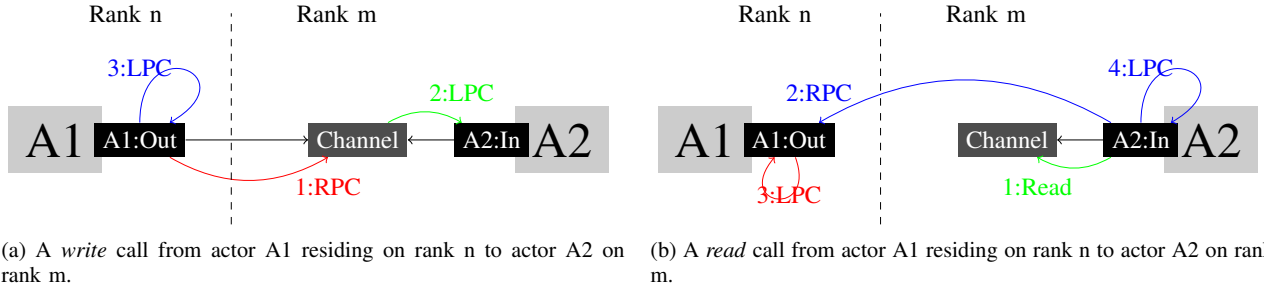 Rank n
Rank m
3:LPC
2:LPC
A1
A1:Out
Channel
A2:In
A2
1:RPC
(a) A write call from actor A1 residing on rank n to actor A2 on
rank m.
Rank n
Rank m
4:LPC
2:RPC
A1
A1:Out
Channel
A2:In
A2
3:LPC
1:Read
(b) A read call from actor A1 residing on rank n to actor A2 on rank
m.